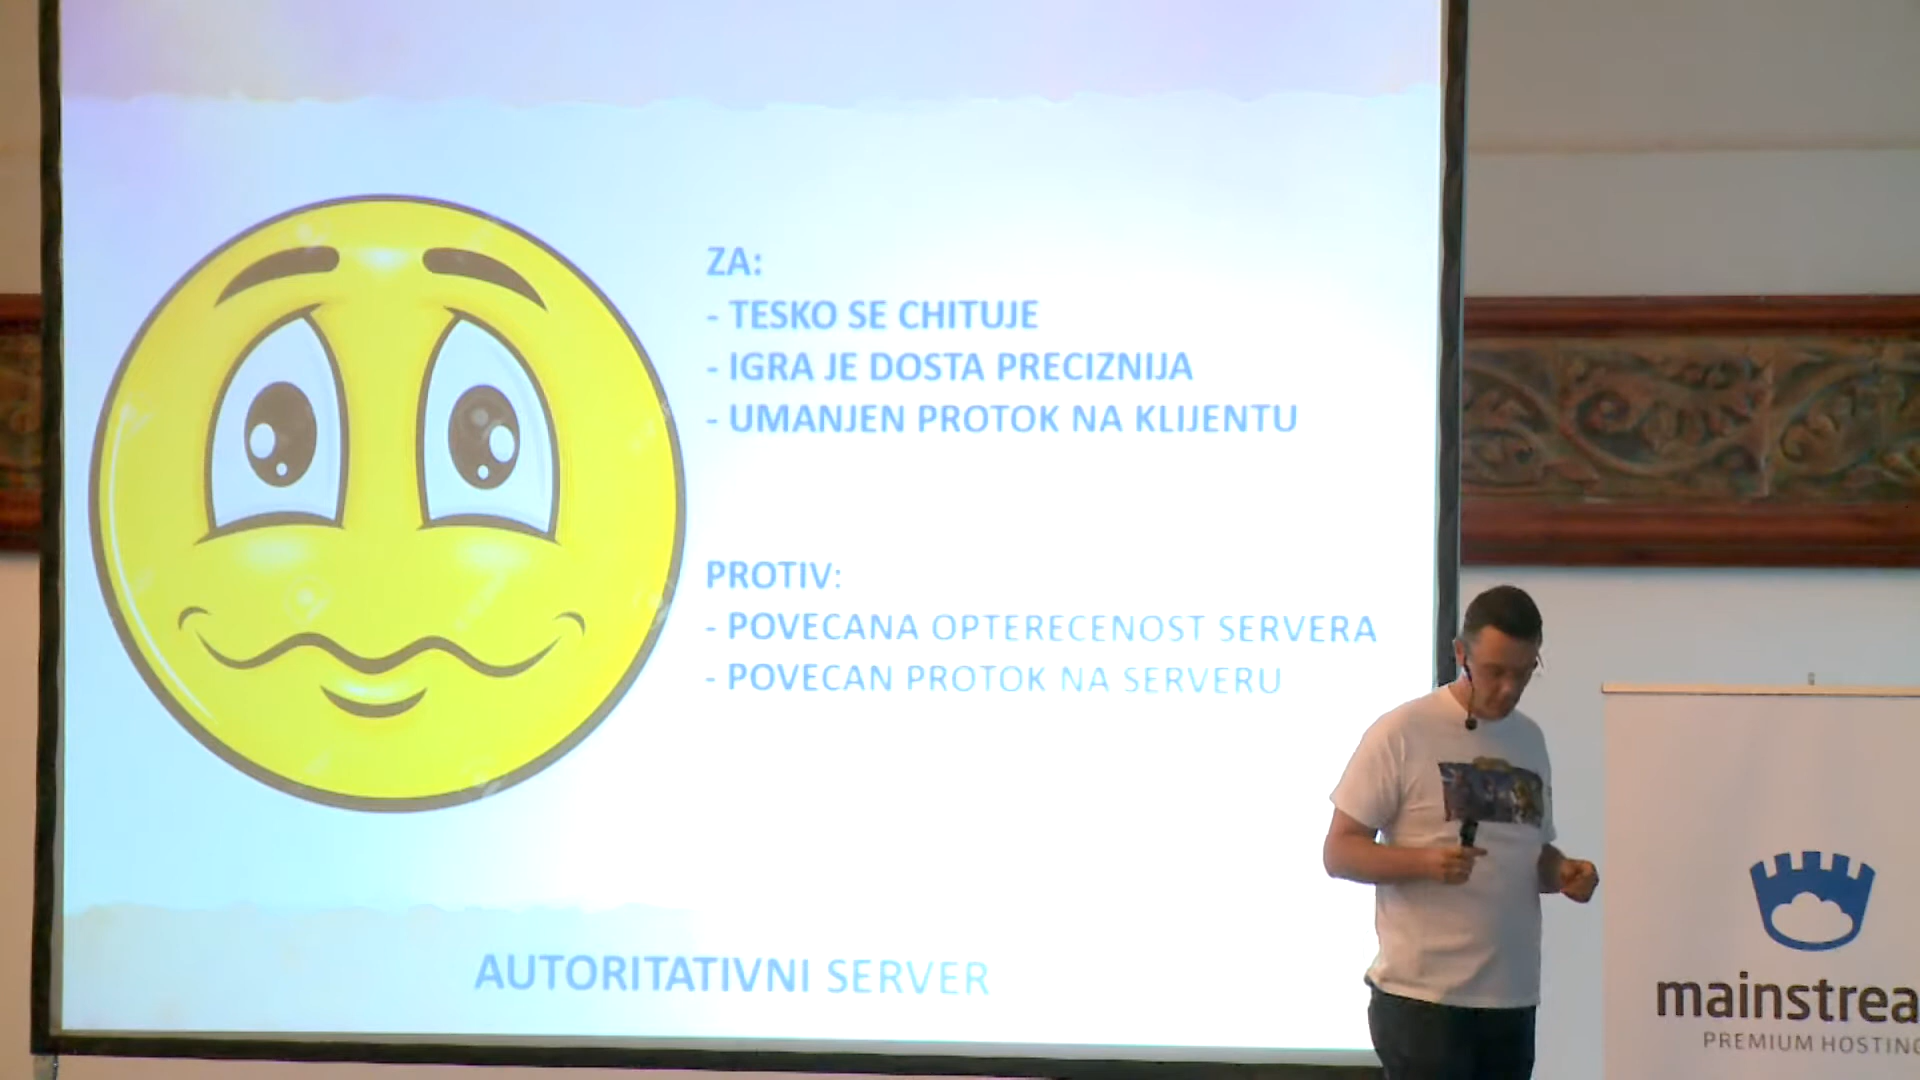 ZA:
- TESKO SE CHITUJE
- IGRA JE DOSTA PRECIZNIJA
- UMANJEN PROTOK NA KLIJENTU
PROTIV:
- POVECANA OPTERECENOST SERVERA
- POVECAN PROTOK NA SERVERU
AUTORITATIVNI SERVER
mainstrea
PREMIUM HOSTING